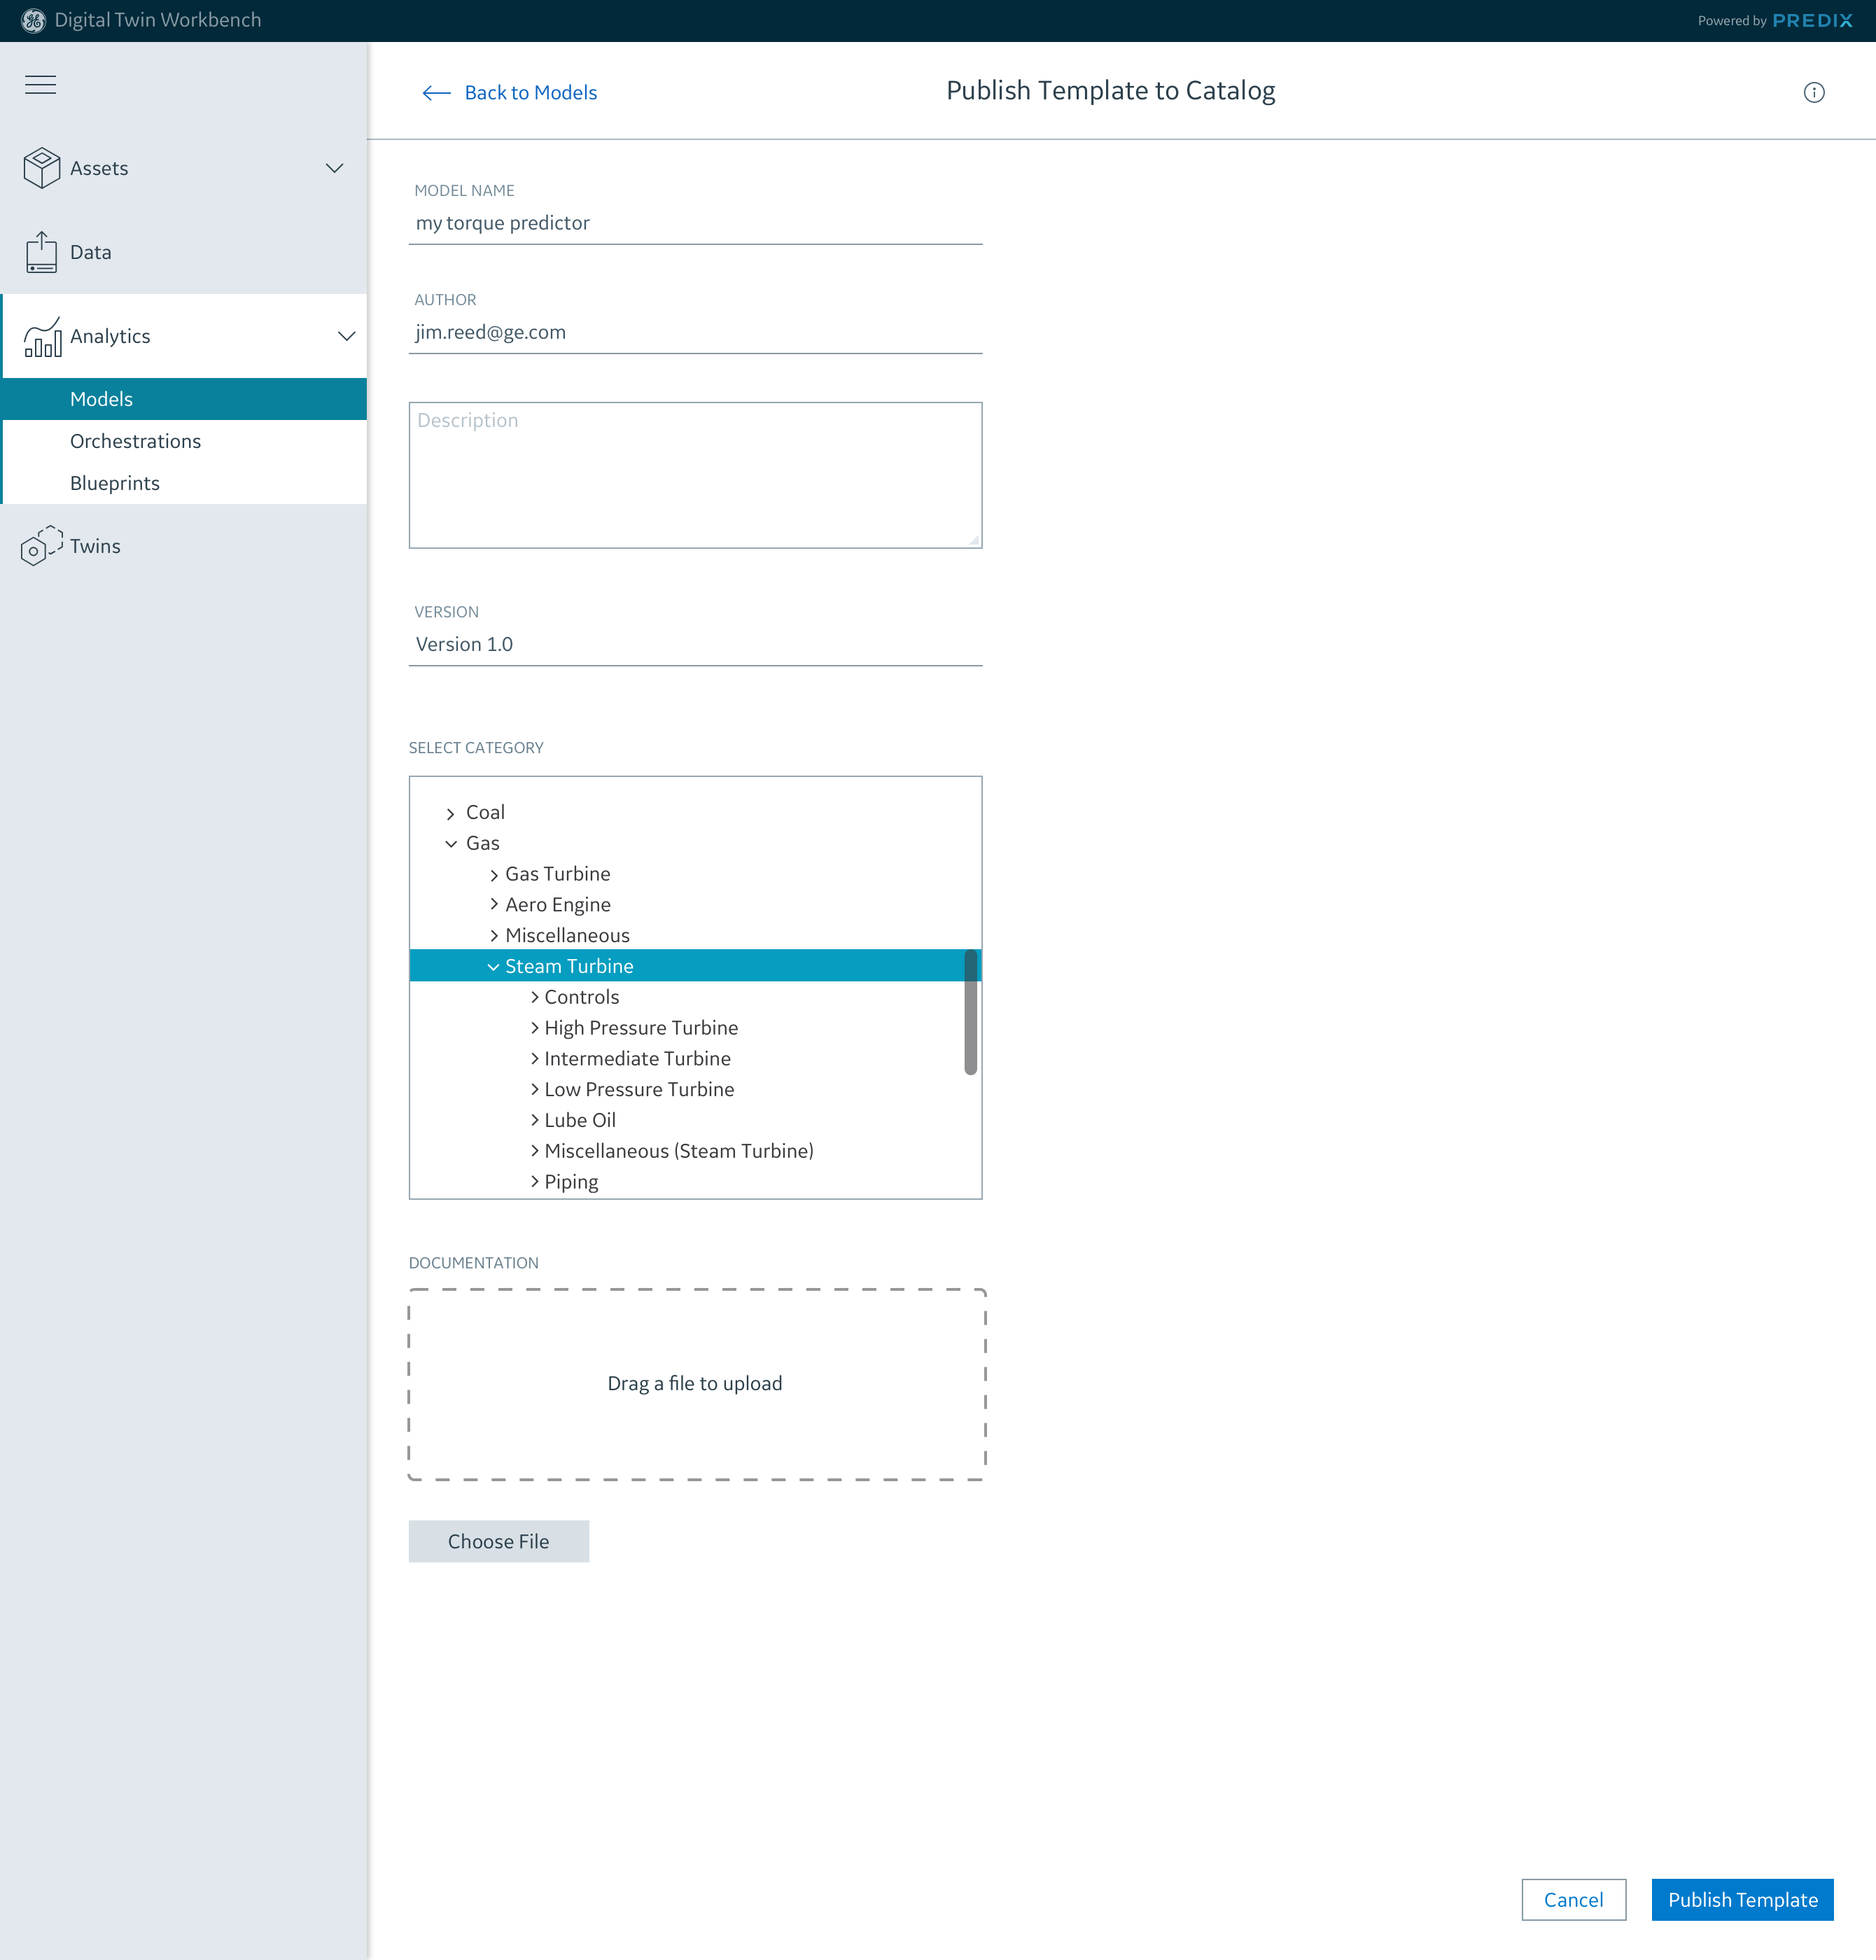 Digital Twin Workbench
Powered by PREDIX
Back to Models
Publish Template to Catalog
Assets
Data
Analytics
Models
Orchestrations
Blueprints
Twins
MODEL NAME
my torque predictor
AUTHOR
jim.reed@ge.com
Description
VERSION
Version 1.0
SELECT CATEGORY
Coal
Gas
Gas Turbine
Aero Engine
Miscellaneous
Steam Turbine
Controls
High Pressure Turbine
Intermediate Turbine
Low Pressure Turbine
Lube Oil
Miscellaneous (Steam Turbine)
Piping
DOCUMENTATION
Drag a file to upload
Choose File
Cancel
Publish Template